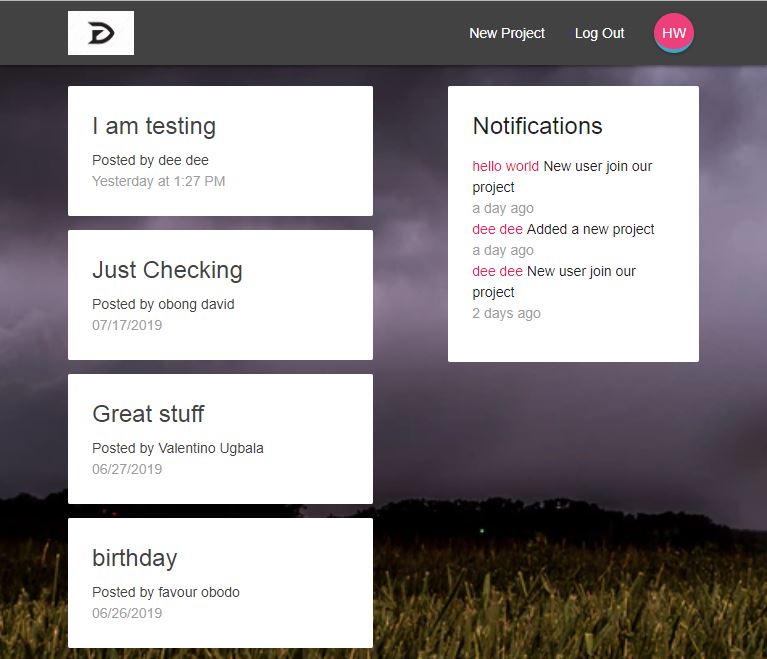 New Project
Log Out
HW
I am testing
Posted by dee dee
Yesterday at 1:27 PM
Just Checking
Posted by obong david
07/17/2019
Great stuff
Posted by Valentino Ugbala
06/27/2019
birthday
Posted by favour obodo
06/26/2019
Notifications
hello world New user join our
project
a day ago
dee dee Added a new project
a day ago
dee dee New user join our
project
2 days ago